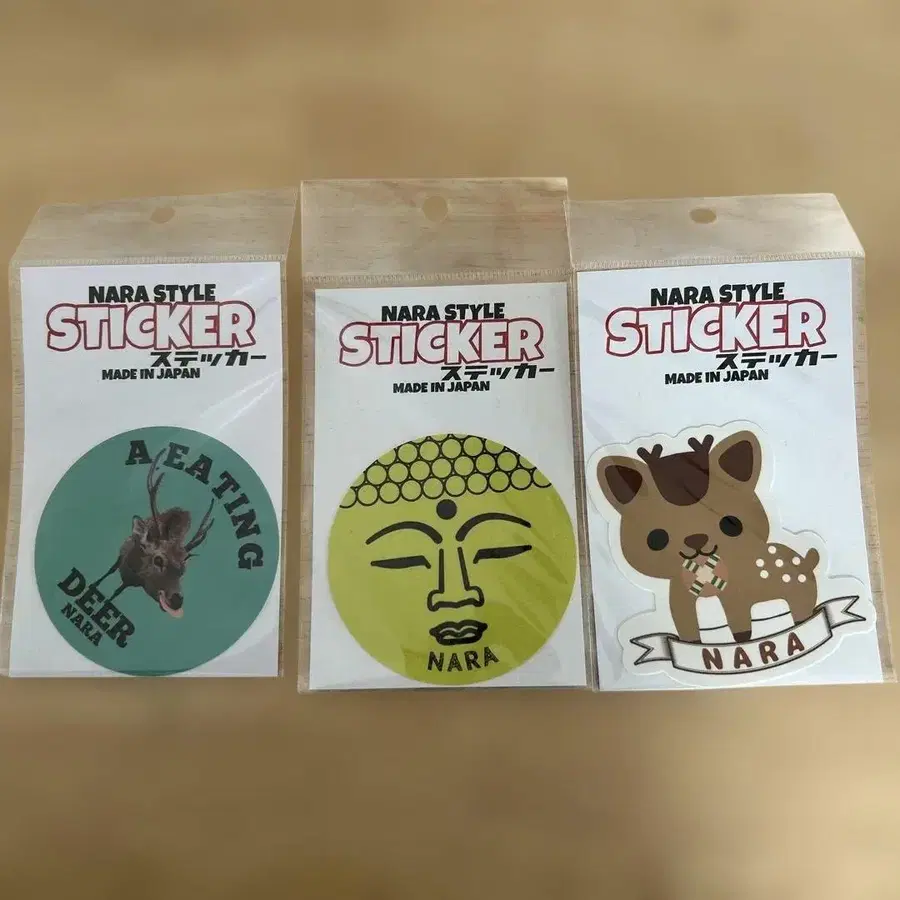 NARA STYLE
STICKER
ステッカー
MADE IN JAPAN
A EATING
DEER
NARA
NARA STYLE
STICKER
ステッカー
MADE IN JAPAN
NARA
NARA STYLE
STICKER
ステッカー
MADE IN JAPAN
NARA